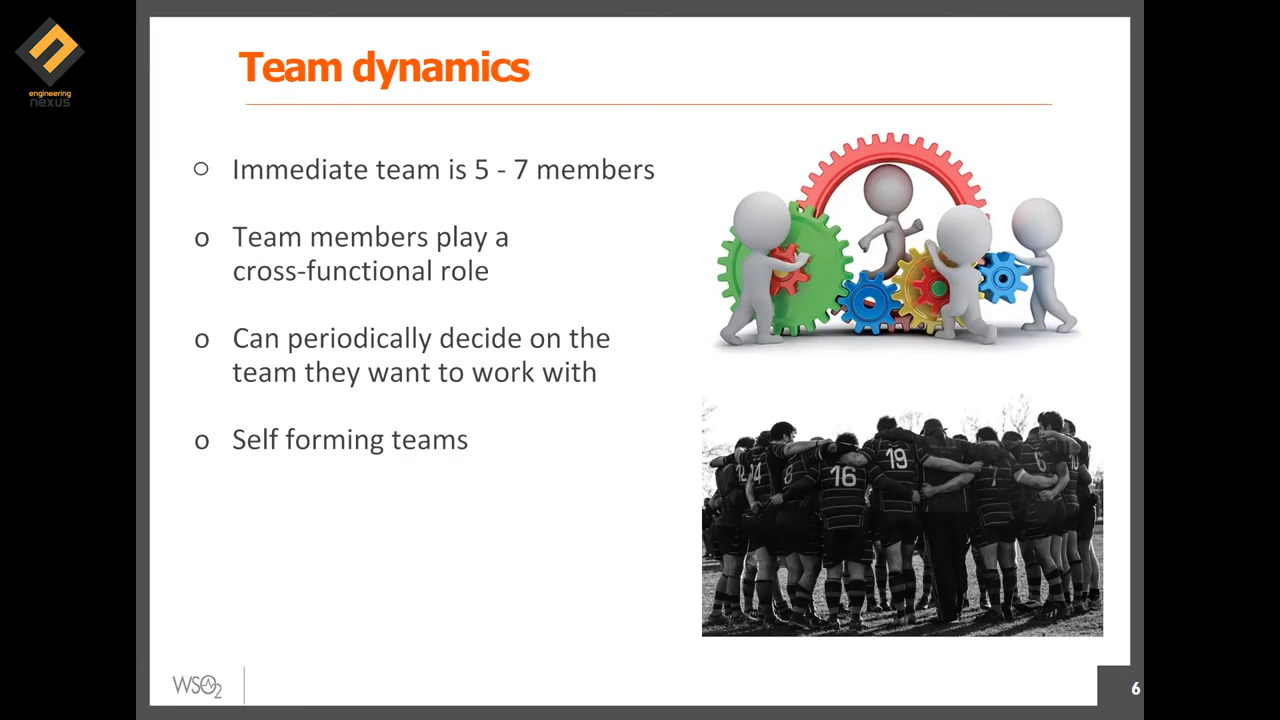 engineering
nexus
Team dynamics
o Immediate team is 5 - 7 members
o Team members play a
cross-functional role
o Can periodically decide on the
team they want to work with
o Self forming teams
16
19
6
WSO2
6